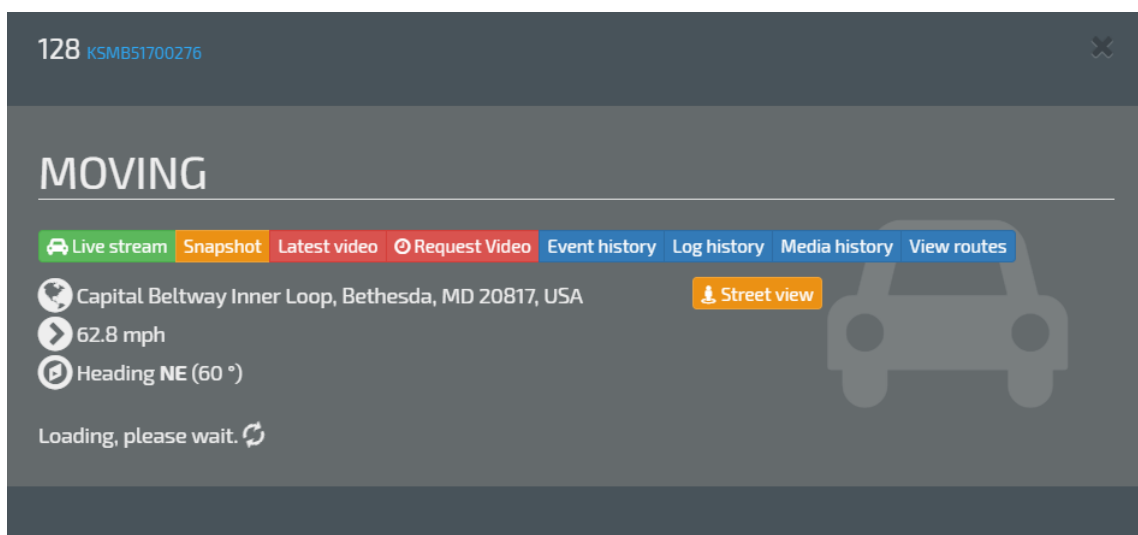 128 KSMB51700276
MOVING
Live stream Snapshot Latest video Request Video Event history Log history Media history View routes
Capital Beltway Inner Loop, Bethesda, MD 20817, USA Street view
62.8 mph
Heading NE (60 °)
Loading, please wait.